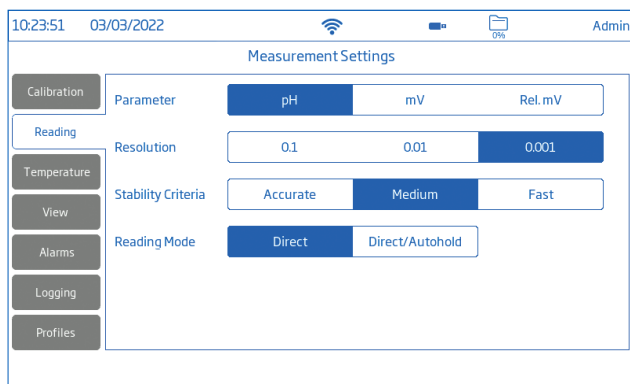 10:23:51 03/03/2022 0% Admin
Measurement Settings
Calibration
Reading
Temperature
View
Alarms
Logging
Profiles
Parameter pH mV Rel. mV
Resolution 0.1 0.01 0.001
Stability Criteria Accurate Medium Fast
Reading Mode Direct Direct/Autohold